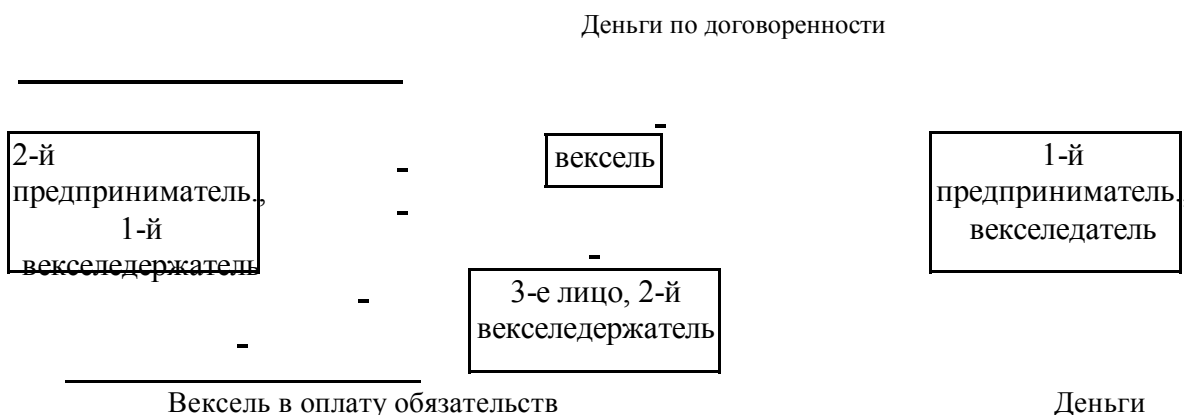 Деньги по договоренности
2-й
предприниматель.,
1-й
векселедержатель
вексель
1-й
предприниматель.
векселедатель
3-е лицо, 2-й
векселедержатель
Вексель в оплату обязательств
Деньги